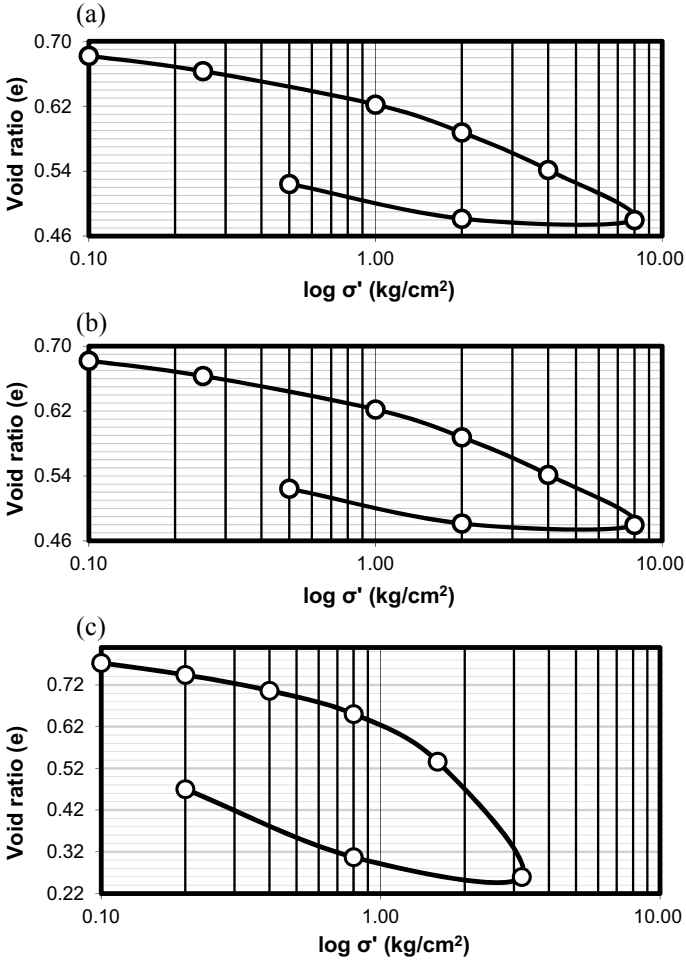 (a)
0.70
0.62
0.54
0.46
Void ratio (e)
0.10 1.00 10.00
log σ' (kg/cm²)
(b)
0.70
0.62
0.54
0.46
Void ratio (e)
0.10 1.00 10.00
log σ' (kg/cm²)
(c)
0.72
0.62
0.52
0.42
0.32
0.22
Void ratio (e)
0.10 1.00 10.00
log σ' (kg/cm²)